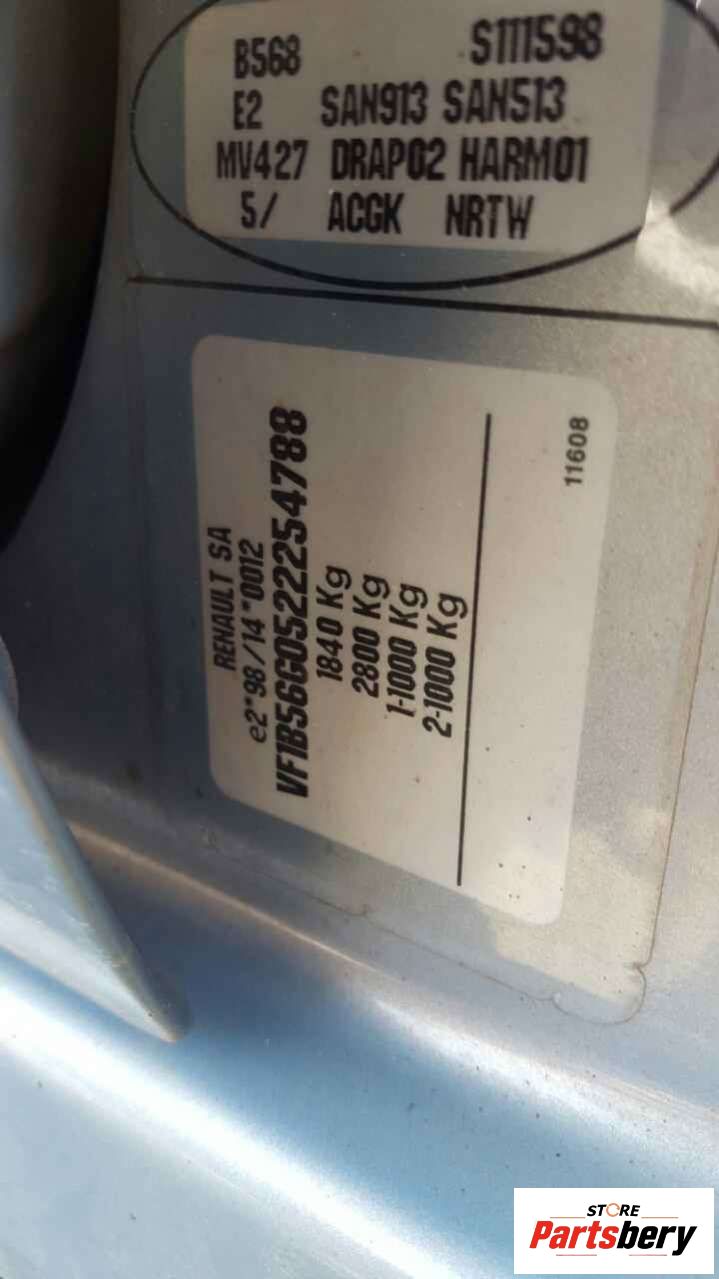 B568 S111598
E2 SAN913 SAN513
MV427 DRAP02 HARM01
5/ ACGK NRTW
RENAULT SA
e2*98/14*0012
VF1B56G0522254788
1840 Kg
2800 Kg
1-1000 Kg
2-1000 Kg
11608
STORE
Partsbery